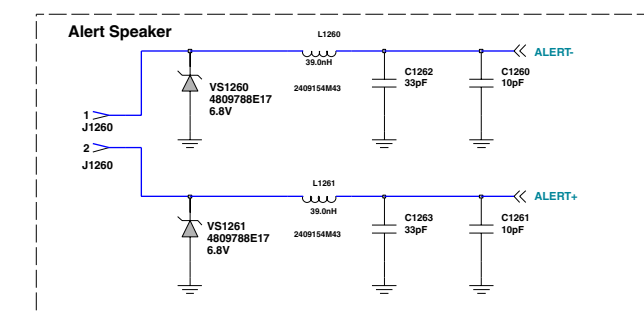 Alert Speaker
L1260
39.0nH
2409154M43
ALERT-
VS1260
4809788E17
6.8V
C1262
33pF
C1260
10pF
1
J1260
2
J1260
L1261
39.0nH
2409154M43
ALERT+
VS1261
4809788E17
6.8V
C1263
33pF
C1261
10pF